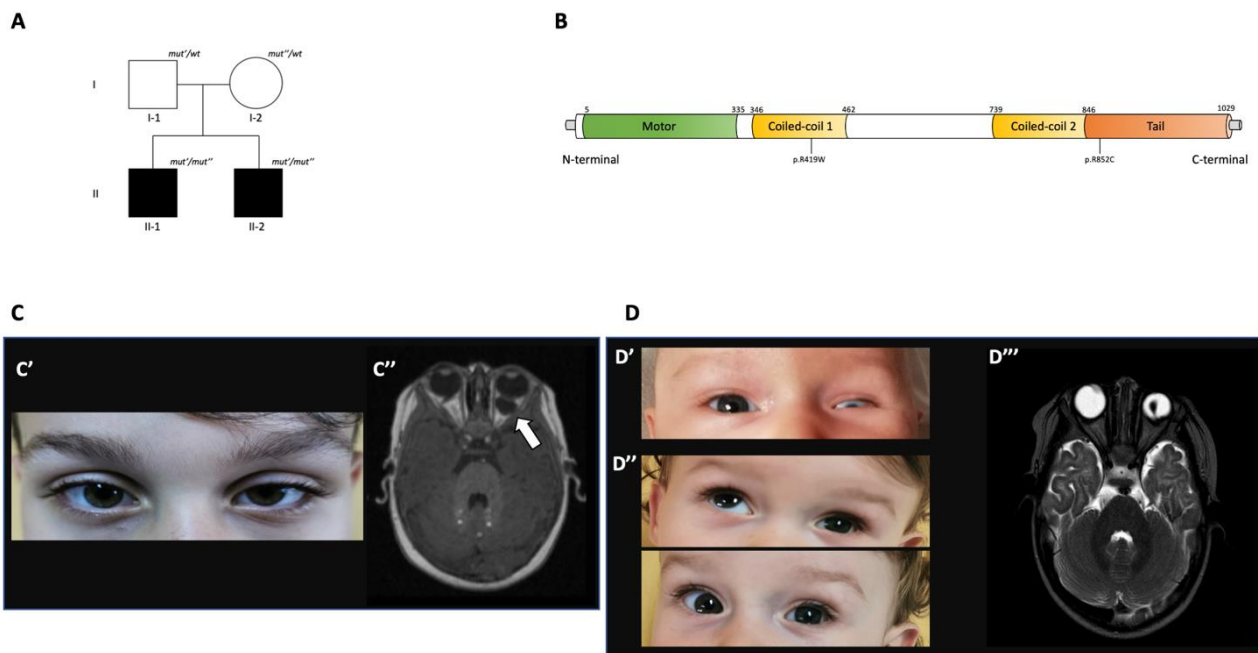 A
B
mut'/wt
mut''/wt
I
I-1
I-2
mut'/mut''
mut'/mut''
II
II-1
II-2
5
335
346
462
739
846
1029
Motor
Coiled-coil 1
Coiled-coil 2
Tail
N-terminal
p.R419W
p.R852C
C-terminal
C
D
C'
C''
D'
D''
D'''